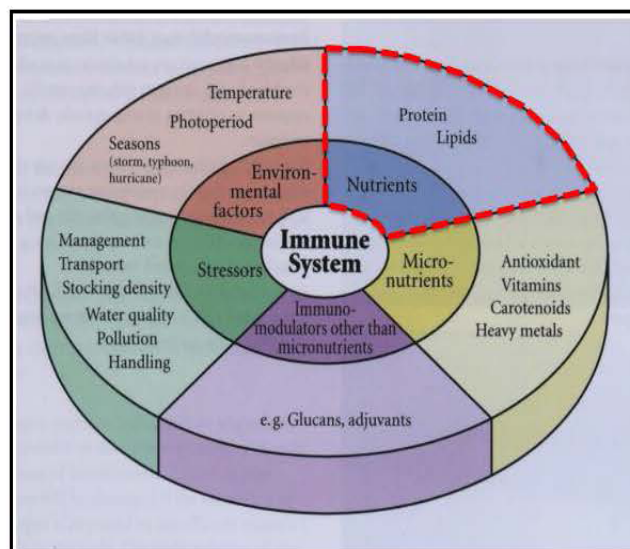 Temperature
Photoperiod
Seasons
(storm, typhoon,
hurricane)
Environ-
mental
factors
Protein
Lipids
Nutrients
Immune
System
Management
Transport
Stocking density
Water quality
Pollution
Handling
Stressors
Micro-
nutrients
Antioxidant
Vitamins
Carotenoids
Heavy metals
Immuno-
modulators other than
micronutrients
e.g. Glucans, adjuvants